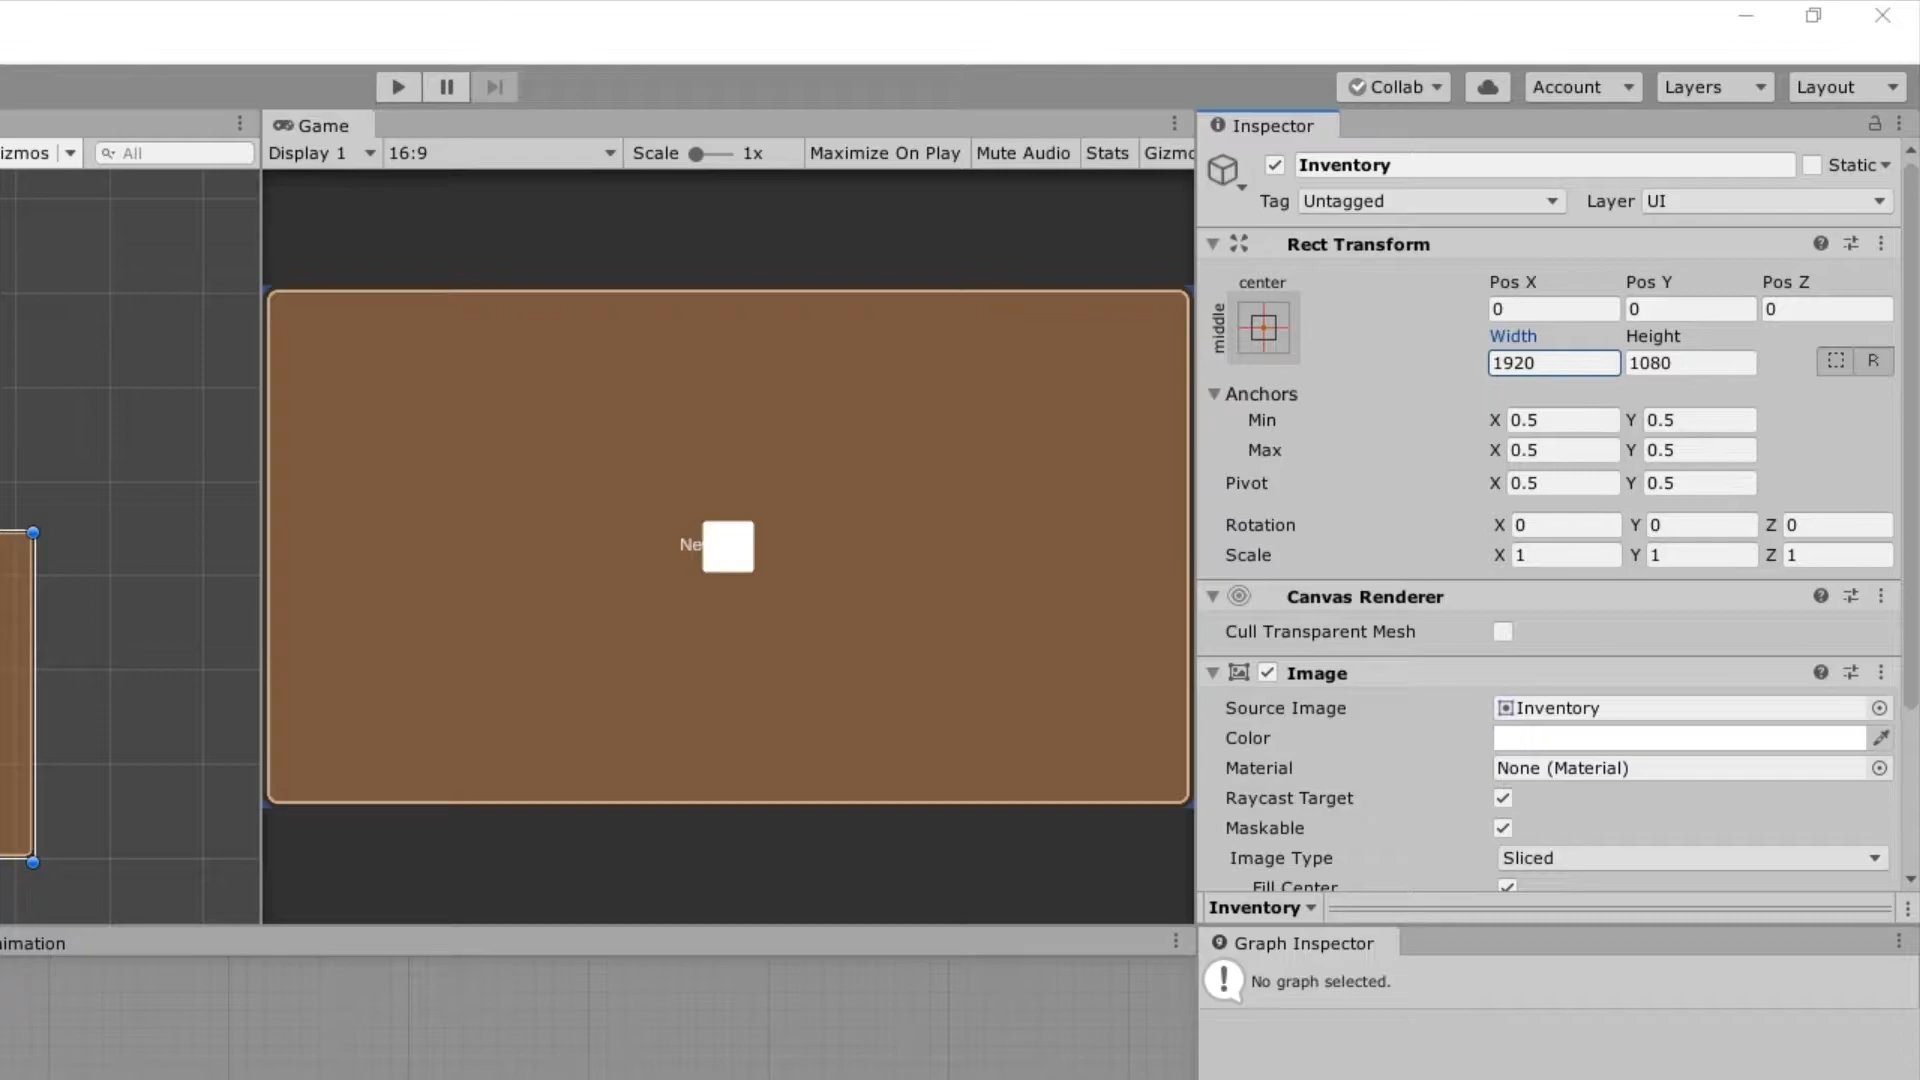 Collab
Account
Layers
Layout
izmos
All
Game
Display 1
16:9
Scale
1x
Maximize On Play
Mute Audio
Stats
Gizmo
Ne
Inspector
Inventory
Static
Tag
Untagged
Layer
UI
Rect Transform
center
middle
Pos X
Pos Y
Pos Z
0
0
0
Width
Height
1920
1080
R
Anchors
Min
X 0.5
Y 0.5
Max
X 0.5
Y 0.5
Pivot
X 0.5
Y 0.5
Rotation
X 0
Y 0
Z 0
Scale
X 1
Y 1
Z 1
Canvas Renderer
Cull Transparent Mesh
Image
Source Image
Inventory
Color
Material
None (Material)
Raycast Target
Maskable
Image Type
Sliced
Fill Center
Inventory
nimation
Graph Inspector
No graph selected.